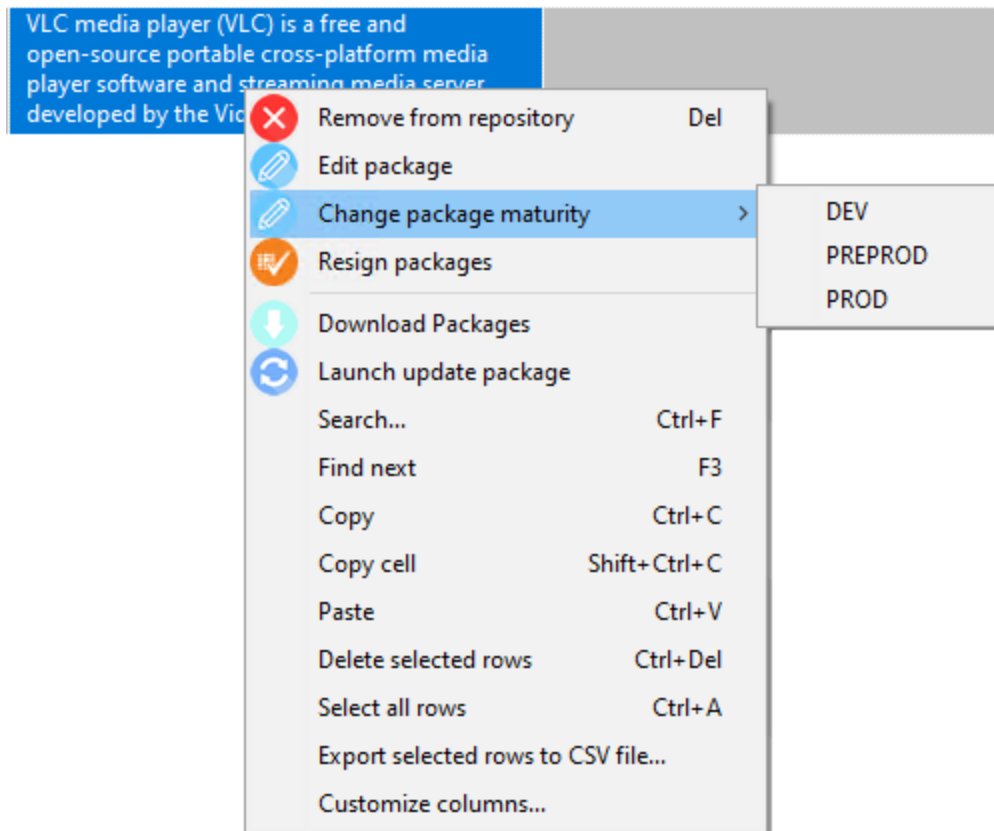 VLC media player (VLC) is a free and
open-source portable cross-platform media
player software and streaming media server
developed by the
Remove from repository Del
Edit package
Change package maturity >
DEV
PREPROD
PROD
Resign packages
Download Packages
Launch update package
Search... Ctrl+F
Find next F3
Copy Ctrl+C
Copy cell Shift+Ctrl+C
Paste Ctrl+V
Delete selected rows Ctrl+Del
Select all rows Ctrl+A
Export selected rows to CSV file...
Customize columns...